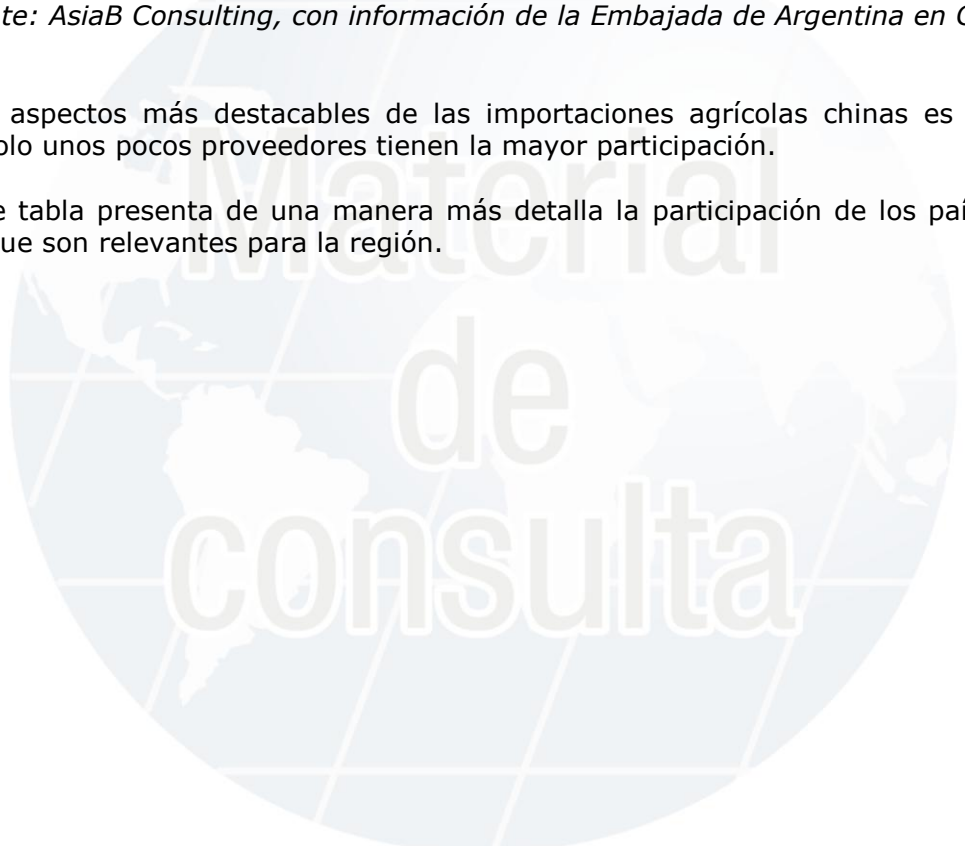 te: AsiaB Consulting, con información de la Embajada de Argentina en C
aspectos más destacables de las importaciones agrícolas chinas es
olo unos pocos proveedores tienen la mayor participación.
e tabla presenta de una manera más detalla la participación de los paí
que son relevantes para la región.
Material
de
consulta